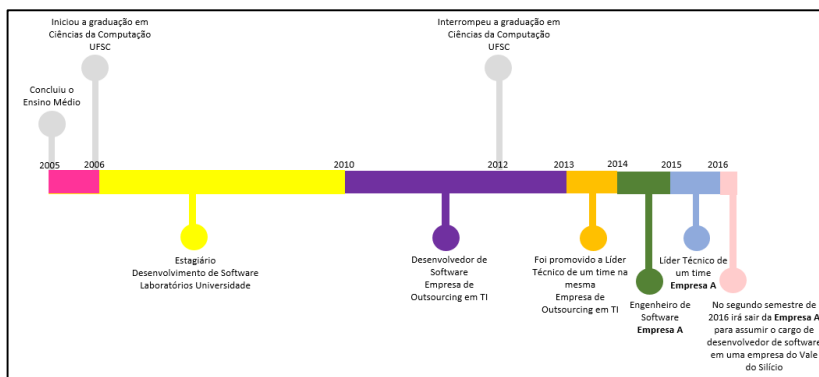 Iniciou a graduação em
Ciências da Computação
UFSC
Interrompeu a graduação em
Ciências da Computação
UFSC
Concluiu o
Ensino Médio
2005
2006
2010
2012
2013
2014
2015
2016
Estagiário
Desenvolvimento de Software
Laboratórios Universidade
Desenvolvedor de
Software
Empresa de
Outsourcing em TI
Foi promovido a Líder
Técnico de um time na
mesma
Empresa de
Outsourcing em TI
Engenheiro de
Software
Empresa A
Líder Técnico de
um time
Empresa A
No segundo semestre de
2016 irá sair da Empresa A
para assumir o cargo de
desenvolvedor de software
em uma empresa do Vale
do Silício